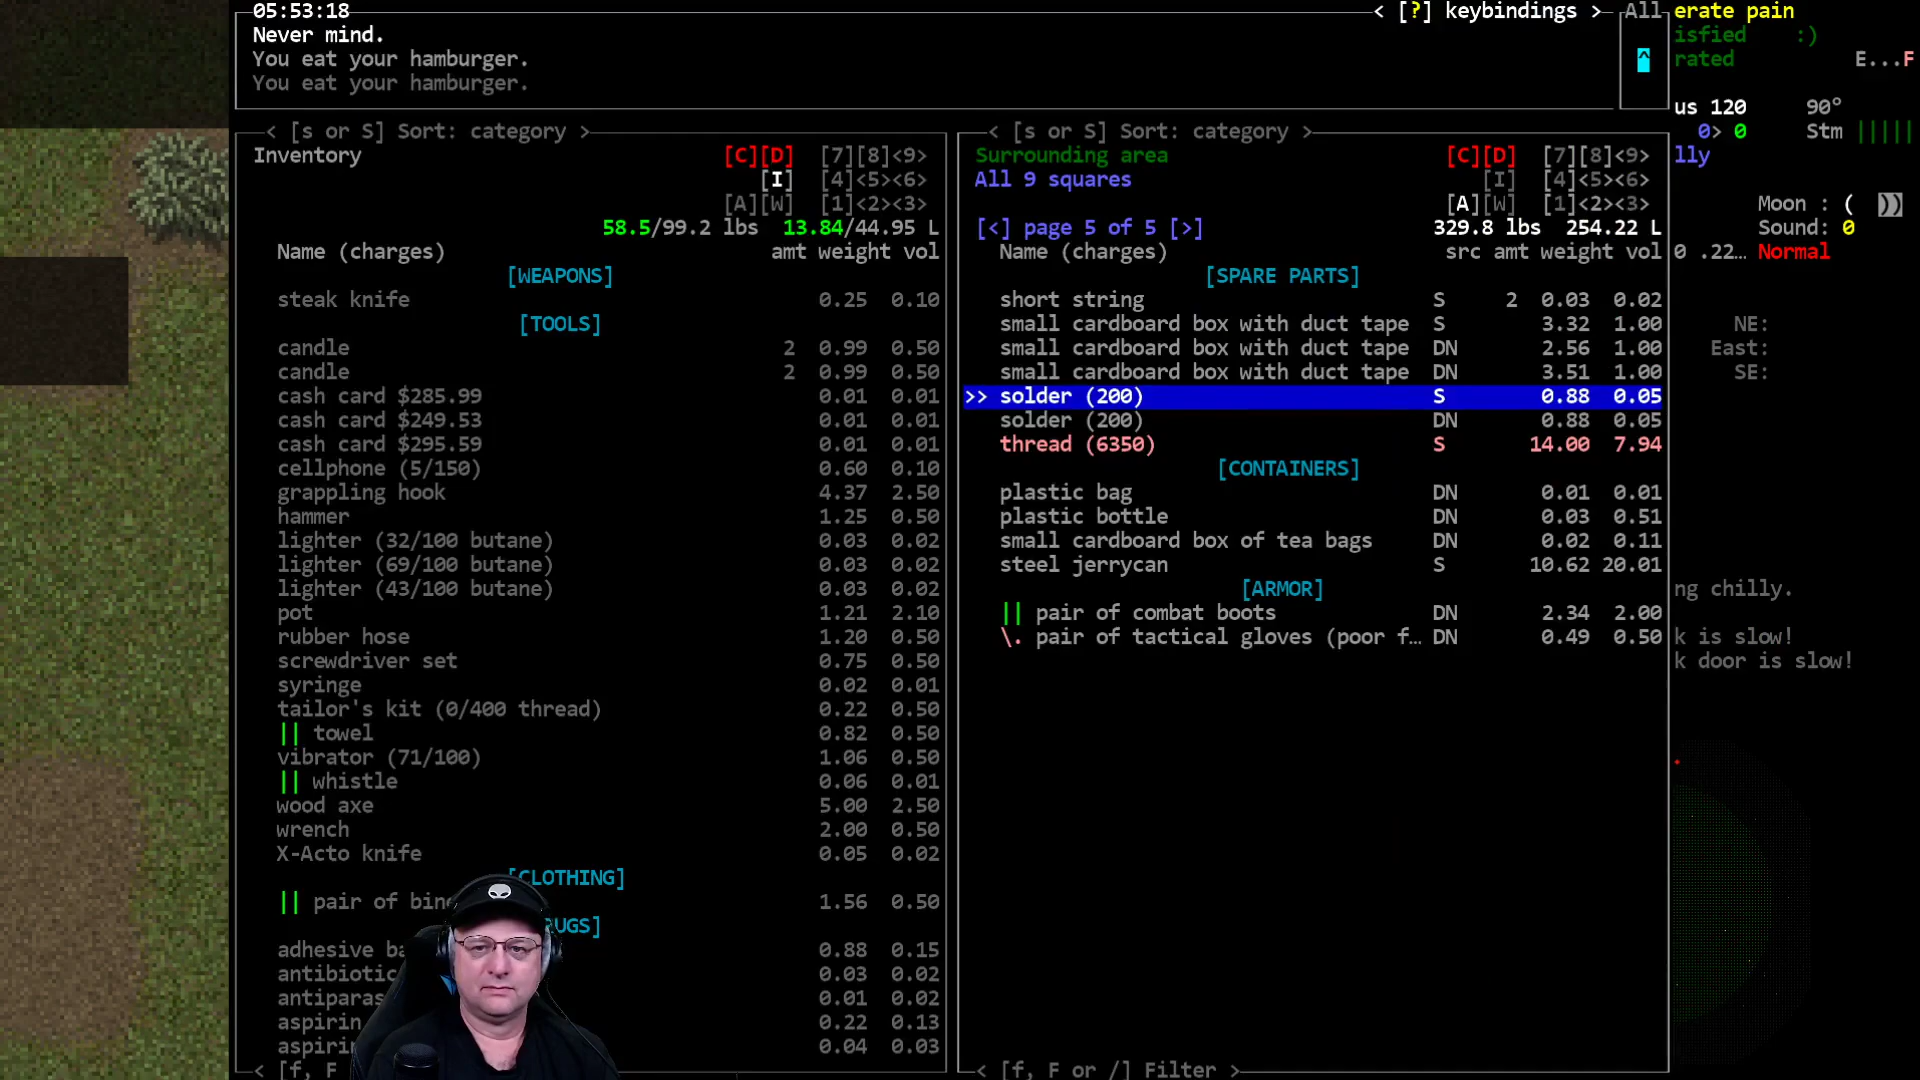 05:53:18
< [?] keybindings >
All
erate pain
Never mind.
isfied :)
You eat your hamburger.
^
rated E...F
You eat your hamburger.
us 120 90°
0> 0 Stm |||||
lly
Moon : ( ))
Sound: 0
0 .22… Normal
NE:
East:
SE:
ng chilly.
k is slow!
k door is slow!
< [s or S] Sort: category >
Inventory [C][D] [7][8]<9>
[I] [4]<5><6>
[A][W] [1]<2><3>
58.5/99.2 lbs 13.84/44.95 L
Name (charges) amt weight vol
[WEAPONS]
steak knife 0.25 0.10
[TOOLS]
candle 2 0.99 0.50
candle 2 0.99 0.50
cash card $285.99 0.01 0.01
cash card $249.53 0.01 0.01
cash card $295.59 0.01 0.01
cellphone (5/150) 0.60 0.10
grappling hook 4.37 2.50
hammer 1.25 0.50
lighter (32/100 butane) 0.03 0.02
lighter (69/100 butane) 0.03 0.02
lighter (43/100 butane) 0.03 0.02
pot 1.21 2.10
rubber hose 1.20 0.50
screwdriver set 0.75 0.50
syringe 0.02 0.01
tailor's kit (0/400 thread) 0.22 0.50
|| towel 0.82 0.50
vibrator (71/100) 1.06 0.50
|| whistle 0.06 0.01
wood axe 5.00 2.50
wrench 2.00 0.50
X-Acto knife 0.05 0.02
[CLOTHING]
|| pair of bin 1.56 0.50
UGS]
adhesive ba 0.88 0.15
antibiotic 0.03 0.02
antiparas 0.01 0.02
aspirin 0.22 0.13
aspirin 0.04 0.03
< [f, F
< [s or S] Sort: category >
Surrounding area [C][D] [7][8]<9>
All 9 squares [I] [4]<5><6>
[A][W] [1]<2><3>
[<] page 5 of 5 [>] 329.8 lbs 254.22 L
Name (charges) src amt weight vol
[SPARE PARTS]
short string S 2 0.03 0.02
small cardboard box with duct tape S 3.32 1.00
small cardboard box with duct tape DN 2.56 1.00
small cardboard box with duct tape DN 3.51 1.00
>> solder (200) S 0.88 0.05
solder (200) DN 0.88 0.05
thread (6350) S 14.00 7.94
[CONTAINERS]
plastic bag DN 0.01 0.01
plastic bottle DN 0.03 0.51
small cardboard box of tea bags DN 0.02 0.11
steel jerrycan S 10.62 20.01
[ARMOR]
|| pair of combat boots DN 2.34 2.00
\. pair of tactical gloves (poor f… DN 0.49 0.50
< [f, F or /] Filter >